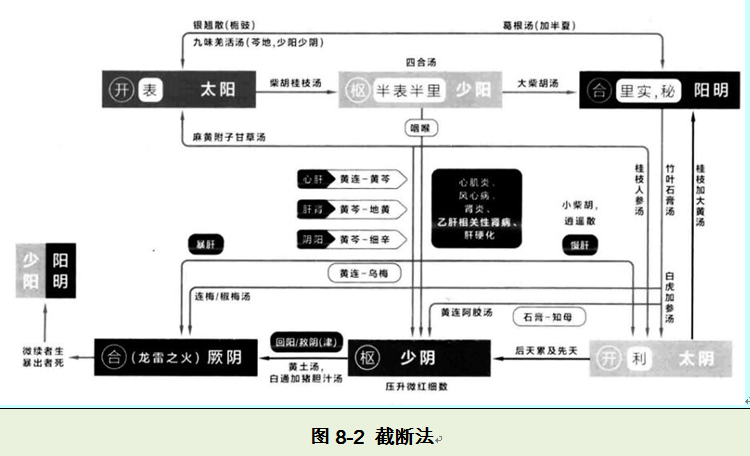 银翘散(栀豉)
九味羌活汤(芩地,少阳少阴)
葛根汤(加半夏)
四合汤
开 表 太阳
柴胡桂枝汤
枢 半表半里 少阳
大柴胡汤
合 里实,秘 阳明
咽喉
麻黄附子甘草汤
心肝 黄连-黄芩
肝肾 黄芩-地黄
阴阳 黄芩-细辛
心肌炎、
风心病、
肾炎、
乙肝相关性肾病、
肝硬化
小柴胡,
逍遥散
桂枝人参汤
竹叶石膏汤
桂枝加大黄汤
暴肝
慢肝
黄连-乌梅
白虎加参汤
连梅/椒梅汤
黄连阿胶汤
石膏-知母
少阳
阳明
微续者生
暴出者死
合 (龙雷之火) 厥阴
回阳/救阴(津)
黄土汤,
白通加猪胆汁汤
枢 少阴
压升微红细数
后天累及先天
开 利 太阴
图 8-2 截断法